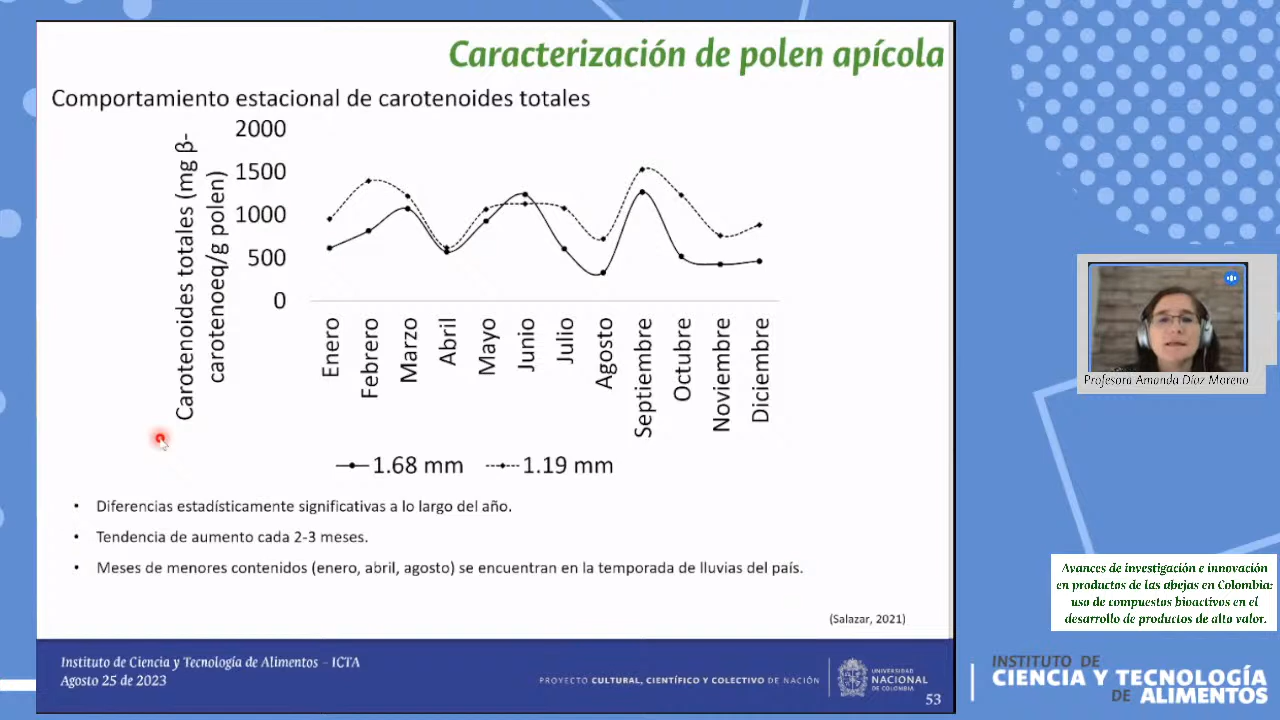 Caracterización de polen apícola
Comportamiento estacional de carotenoides totales
Carotenoides totales (mg β-
carotenoeq/g polen)
2000
1500
1000
500
0
Enero
Febrero
Marzo
Abril
Mayo
Junio
Julio
Agosto
Septiembre
Octubre
Noviembre
Diciembre
1.68 mm
1.19 mm
• Diferencias estadísticamente significativas a lo largo del año.
• Tendencia de aumento cada 2-3 meses.
• Meses de menores contenidos (enero, abril, agosto) se encuentran en la temporada de lluvias del país.
(Salazar, 2021)
Instituto de Ciencia y Tecnología de Alimentos – ICTA
Agosto 25 de 2023
PROYECTO CULTURAL, CIENTÍFICO Y COLECTIVO DE NACIÓN
UNIVERSIDAD
NACIONAL
DE COLOMBIA
53
Profesora Amanda Díaz Moreno
Avances de investigación e innovación
en productos de las abejas en Colombia:
uso de compuestos bioactivos en el
desarrollo de productos de alto valor.
INSTITUTO DE
CIENCIA Y TECNOLOGÍA
DE ALIMENTOS